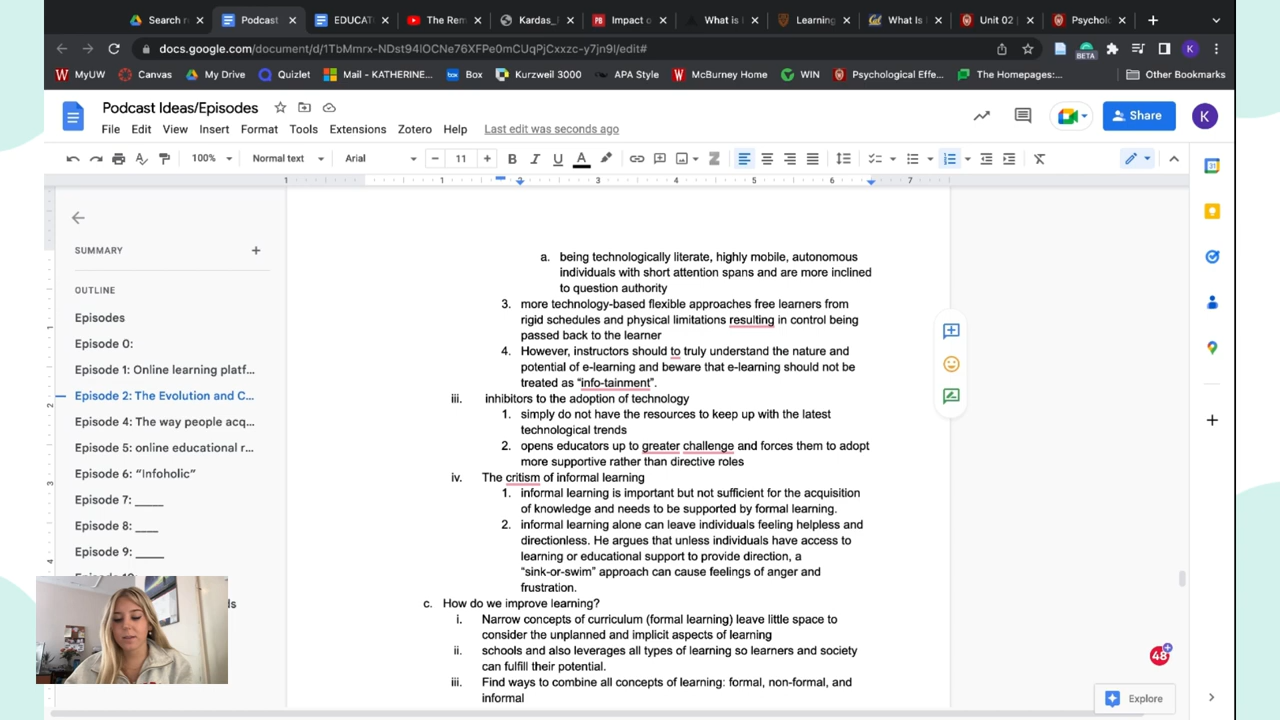 Search n
Podcast
EDUCAT
The Rem
Kardas_
Impact o
What is
Learning
What Is
Unit 02
Psychol
docs.google.com/document/d/1TbMmrx-NDst94lOCNe76XFPe0mCUqPjCxxzc-y7jn9I/edit#
BETA
K
MyUW
Canvas
My Drive
Quizlet
Mail - KATHERINE...
Box
Kurzweil 3000
APA Style
McBurney Home
WIN
Psychological Effe...
The Homepages:...
Other Bookmarks
Podcast Ideas/Episodes
Share
K
File Edit View Insert Format Tools Extensions Zotero Help Last edit was seconds ago
100% Normal text Arial 11 B I U A
1 1 2 3 4 5 6 7
SUMMARY
OUTLINE
Episodes
Episode 0:
Episode 1: Online learning platf...
Episode 2: The Evolution and C...
Episode 4: The way people acq...
Episode 5: online educational r...
Episode 6: “Infoholic”
Episode 7: _____
Episode 8: ____
Episode 9: _____
a. being technologically literate, highly mobile, autonomous
individuals with short attention spans and are more inclined
to question authority
3. more technology-based flexible approaches free learners from
rigid schedules and physical limitations resulting in control being
passed back to the learner
4. However, instructors should to truly understand the nature and
potential of e-learning and beware that e-learning should not be
treated as “info-tainment”.
iii. inhibitors to the adoption of technology
1. simply do not have the resources to keep up with the latest
technological trends
2. opens educators up to greater challenge and forces them to adopt
more supportive rather than directive roles
iv. The critism of informal learning
1. informal learning is important but not sufficient for the acquisition
of knowledge and needs to be supported by formal learning.
2. informal learning alone can leave individuals feeling helpless and
directionless. He argues that unless individuals have access to
learning or educational support to provide direction, a
“sink-or-swim” approach can cause feelings of anger and
frustration.
c. How do we improve learning?
i. Narrow concepts of curriculum (formal learning) leave little space to
consider the unplanned and implicit aspects of learning
ii. schools and also leverages all types of learning so learners and society
can fulfill their potential.
iii. Find ways to combine all concepts of learning: formal, non-formal, and
informal
48
Explore